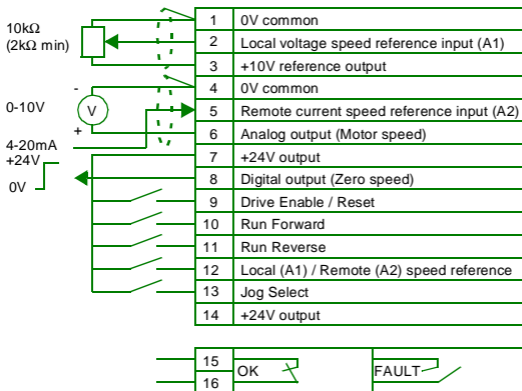 10kΩ
(2kΩ min)
1 0V common
2 Local voltage speed reference input (A1)
3 +10V reference output
4 0V common
5 Remote current speed reference input (A2)
6 Analog output (Motor speed)
7 +24V output
8 Digital output (Zero speed)
9 Drive Enable / Reset
10 Run Forward
11 Run Reverse
12 Local (A1) / Remote (A2) speed reference
13 Jog Select
14 +24V output
-
0-10V
V
+
4-20mA
+24V
0V
15
16
OK
FAULT